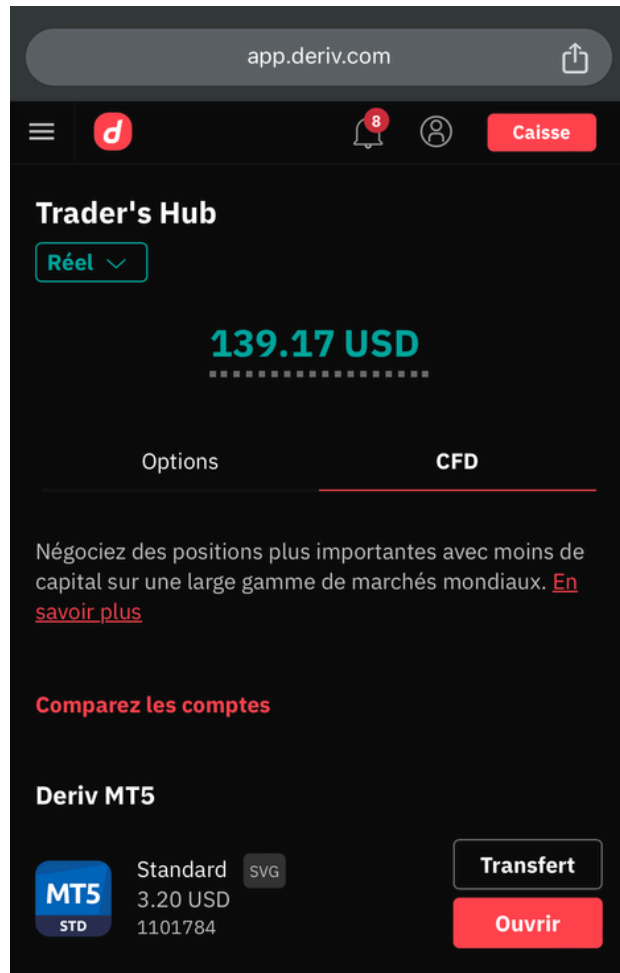 app.deriv.com
d
8
Caisse
Trader's Hub
Réel
139.17 USD
Options
CFD
Négociez des positions plus importantes avec moins de
capital sur une large gamme de marchés mondiaux. En
savoir plus
Comparez les comptes
Deriv MT5
MT5
STD
Standard SVG
3.20 USD
1101784
Transfert
Ouvrir